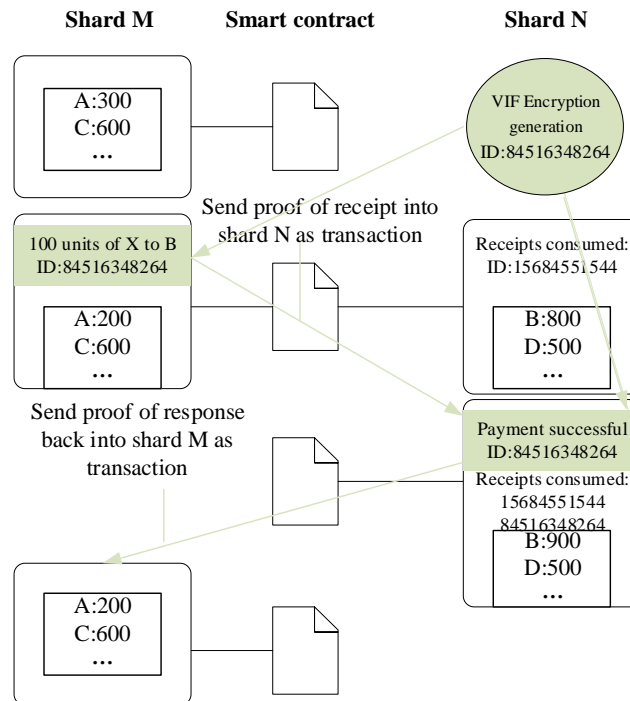 Shard M
Smart contract
Shard N
A:300
C:600
...
VIF Encryption
generation
ID:84516348264
Send proof of receipt into
shard N as transaction
100 units of X to B
ID:84516348264
A:200
C:600
...
Receipts consumed:
ID:15684551544
B:800
D:500
...
Send proof of response
back into shard M as
transaction
Payment successful
ID:84516348264
Receipts consumed:
15684551544
84516348264
B:900
D:500
...
A:200
C:600
...